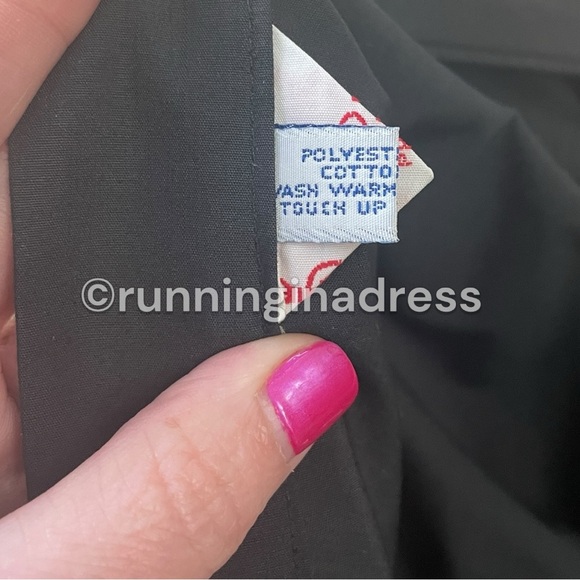 POLYEST
COTTO
WASH WARM
TOUCH UP
©runninginadress